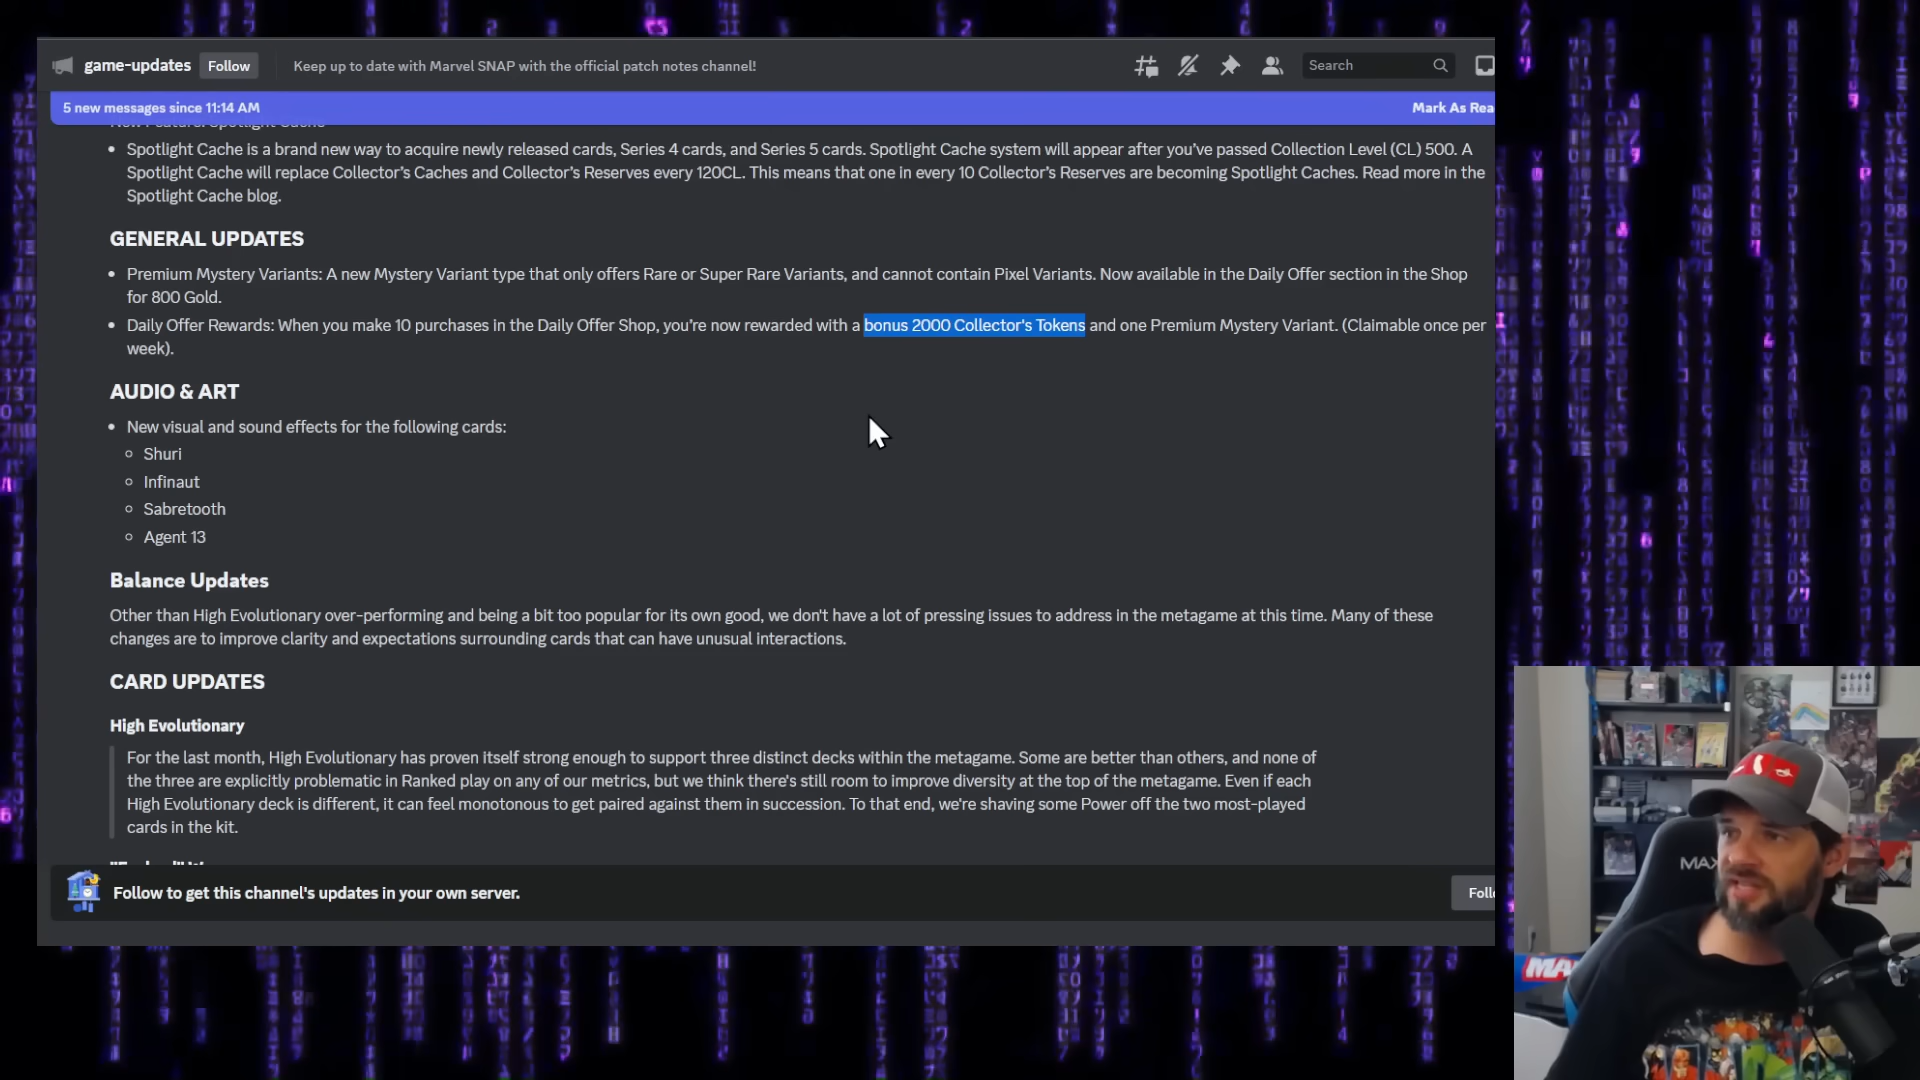 game-updates
Follow
Keep up to date with Marvel SNAP with the official patch notes channel!
Search
5 new messages since 11:14 AM
Mark As Rea
• Spotlight Cache is a brand new way to acquire newly released cards, Series 4 cards, and Series 5 cards. Spotlight Cache system will appear after you've passed Collection Level (CL) 500. A
Spotlight Cache will replace Collector's Caches and Collector's Reserves every 120CL. This means that one in every 10 Collector's Reserves are becoming Spotlight Caches. Read more in the
Spotlight Cache blog.
GENERAL UPDATES
• Premium Mystery Variants: A new Mystery Variant type that only offers Rare or Super Rare Variants, and cannot contain Pixel Variants. Now available in the Daily Offer section in the Shop
for 800 Gold.
• Daily Offer Rewards: When you make 10 purchases in the Daily Offer Shop, you're now rewarded with a bonus 2000 Collector's Tokens and one Premium Mystery Variant. (Claimable once per
week).
AUDIO & ART
• New visual and sound effects for the following cards:
◦ Shuri
◦ Infinaut
◦ Sabretooth
◦ Agent 13
Balance Updates
Other than High Evolutionary over-performing and being a bit too popular for its own good, we don't have a lot of pressing issues to address in the metagame at this time. Many of these
changes are to improve clarity and expectations surrounding cards that can have unusual interactions.
CARD UPDATES
High Evolutionary
For the last month, High Evolutionary has proven itself strong enough to support three distinct decks within the metagame. Some are better than others, and none of
the three are explicitly problematic in Ranked play on any of our metrics, but we think there's still room to improve diversity at the top of the metagame. Even if each
High Evolutionary deck is different, it can feel monotonous to get paired against them in succession. To that end, we're shaving some Power off the two most-played
cards in the kit.
Follow to get this channel's updates in your own server.
Foll
MAX
MA